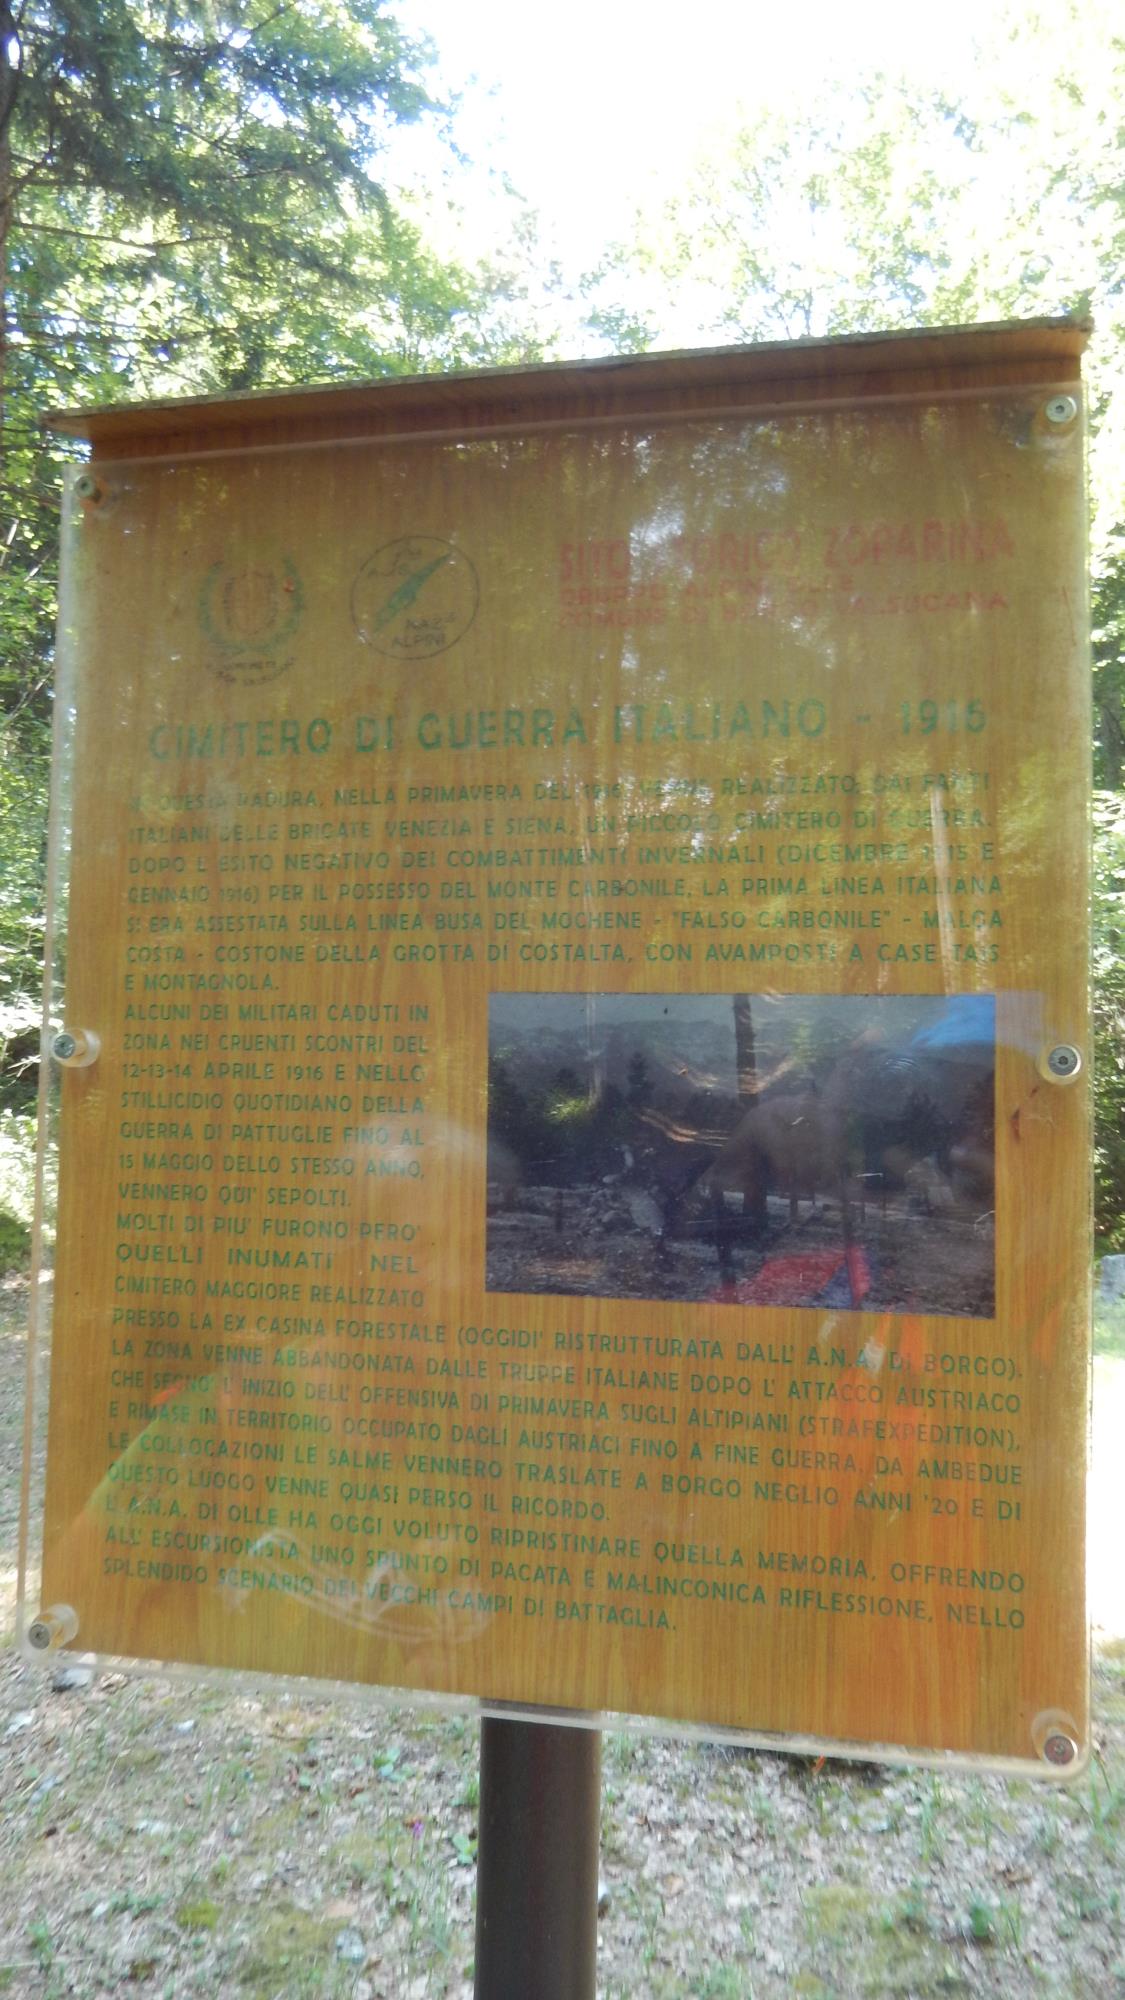 SITO STORICO ZOPARINA
GRUPPO ALPINI OLLE
COMUNE DI BORGO VALSUGANA
ASS.
NAZ.LE
ALPINI
CIMITERO DI GUERRA ITALIANO - 1916
IN QUESTA RADURA, NELLA PRIMAVERA DEL 1916, VENNE REALIZZATO, DAI FANTI
ITALIANI DELLE BRIGATE VENEZIA E SIENA, UN PICCOLO CIMITERO DI GUERRA.
DOPO L'ESITO NEGATIVO DEI COMBATTIMENTI INVERNALI (DICEMBRE 1915 E
GENNAIO 1916) PER IL POSSESSO DEL MONTE CARBONILE, LA PRIMA LINEA ITALIANA
SI ERA ASSESTATA SULLA LINEA BUSA DEL MOCHENE - "FALSO CARBONILE" - MALGA
COSTA - COSTONE DELLA GROTTA DI COSTALTA, CON AVAMPOSTI A CASE TAIS
E MONTAGNOLA.
ALCUNI DEI MILITARI CADUTI IN
ZONA NEI CRUENTI SCONTRI DEL
12-13-14 APRILE 1916 E NELLO
STILLICIDIO QUOTIDIANO DELLA
GUERRA DI PATTUGLIE FINO AL
15 MAGGIO DELLO STESSO ANNO,
VENNERO QUI' SEPOLTI.
MOLTI DI PIU' FURONO PERO'
QUELLI INUMATI NEL
CIMITERO MAGGIORE REALIZZATO
PRESSO LA EX CASINA FORESTALE (OGGIDI' RISTRUTTURATA DALL' A.N.A. DI BORGO).
LA ZONA VENNE ABBANDONATA DALLE TRUPPE ITALIANE DOPO L' ATTACCO AUSTRIACO
CHE SEGNO' L' INIZIO DELL' OFFENSIVA DI PRIMAVERA SUGLI ALTIPIANI (STRAFEXPEDITION),
E RIMASE IN TERRITORIO OCCUPATO DAGLI AUSTRIACI FINO A FINE GUERRA. DA AMBEDUE
LE COLLOCAZIONI LE SALME VENNERO TRASLATE A BORGO NEGLIO ANNI '20 E DI
QUESTO LUOGO VENNE QUASI PERSO IL RICORDO.
L' A.N.A. DI OLLE HA OGGI VOLUTO RIPRISTINARE QUELLA MEMORIA, OFFRENDO
ALL' ESCURSIONISTA UNO SPUNTO DI PACATA E MALINCONICA RIFLESSIONE, NELLO
SPLENDIDO SCENARIO DEI VECCHI CAMPI DI BATTAGLIA.